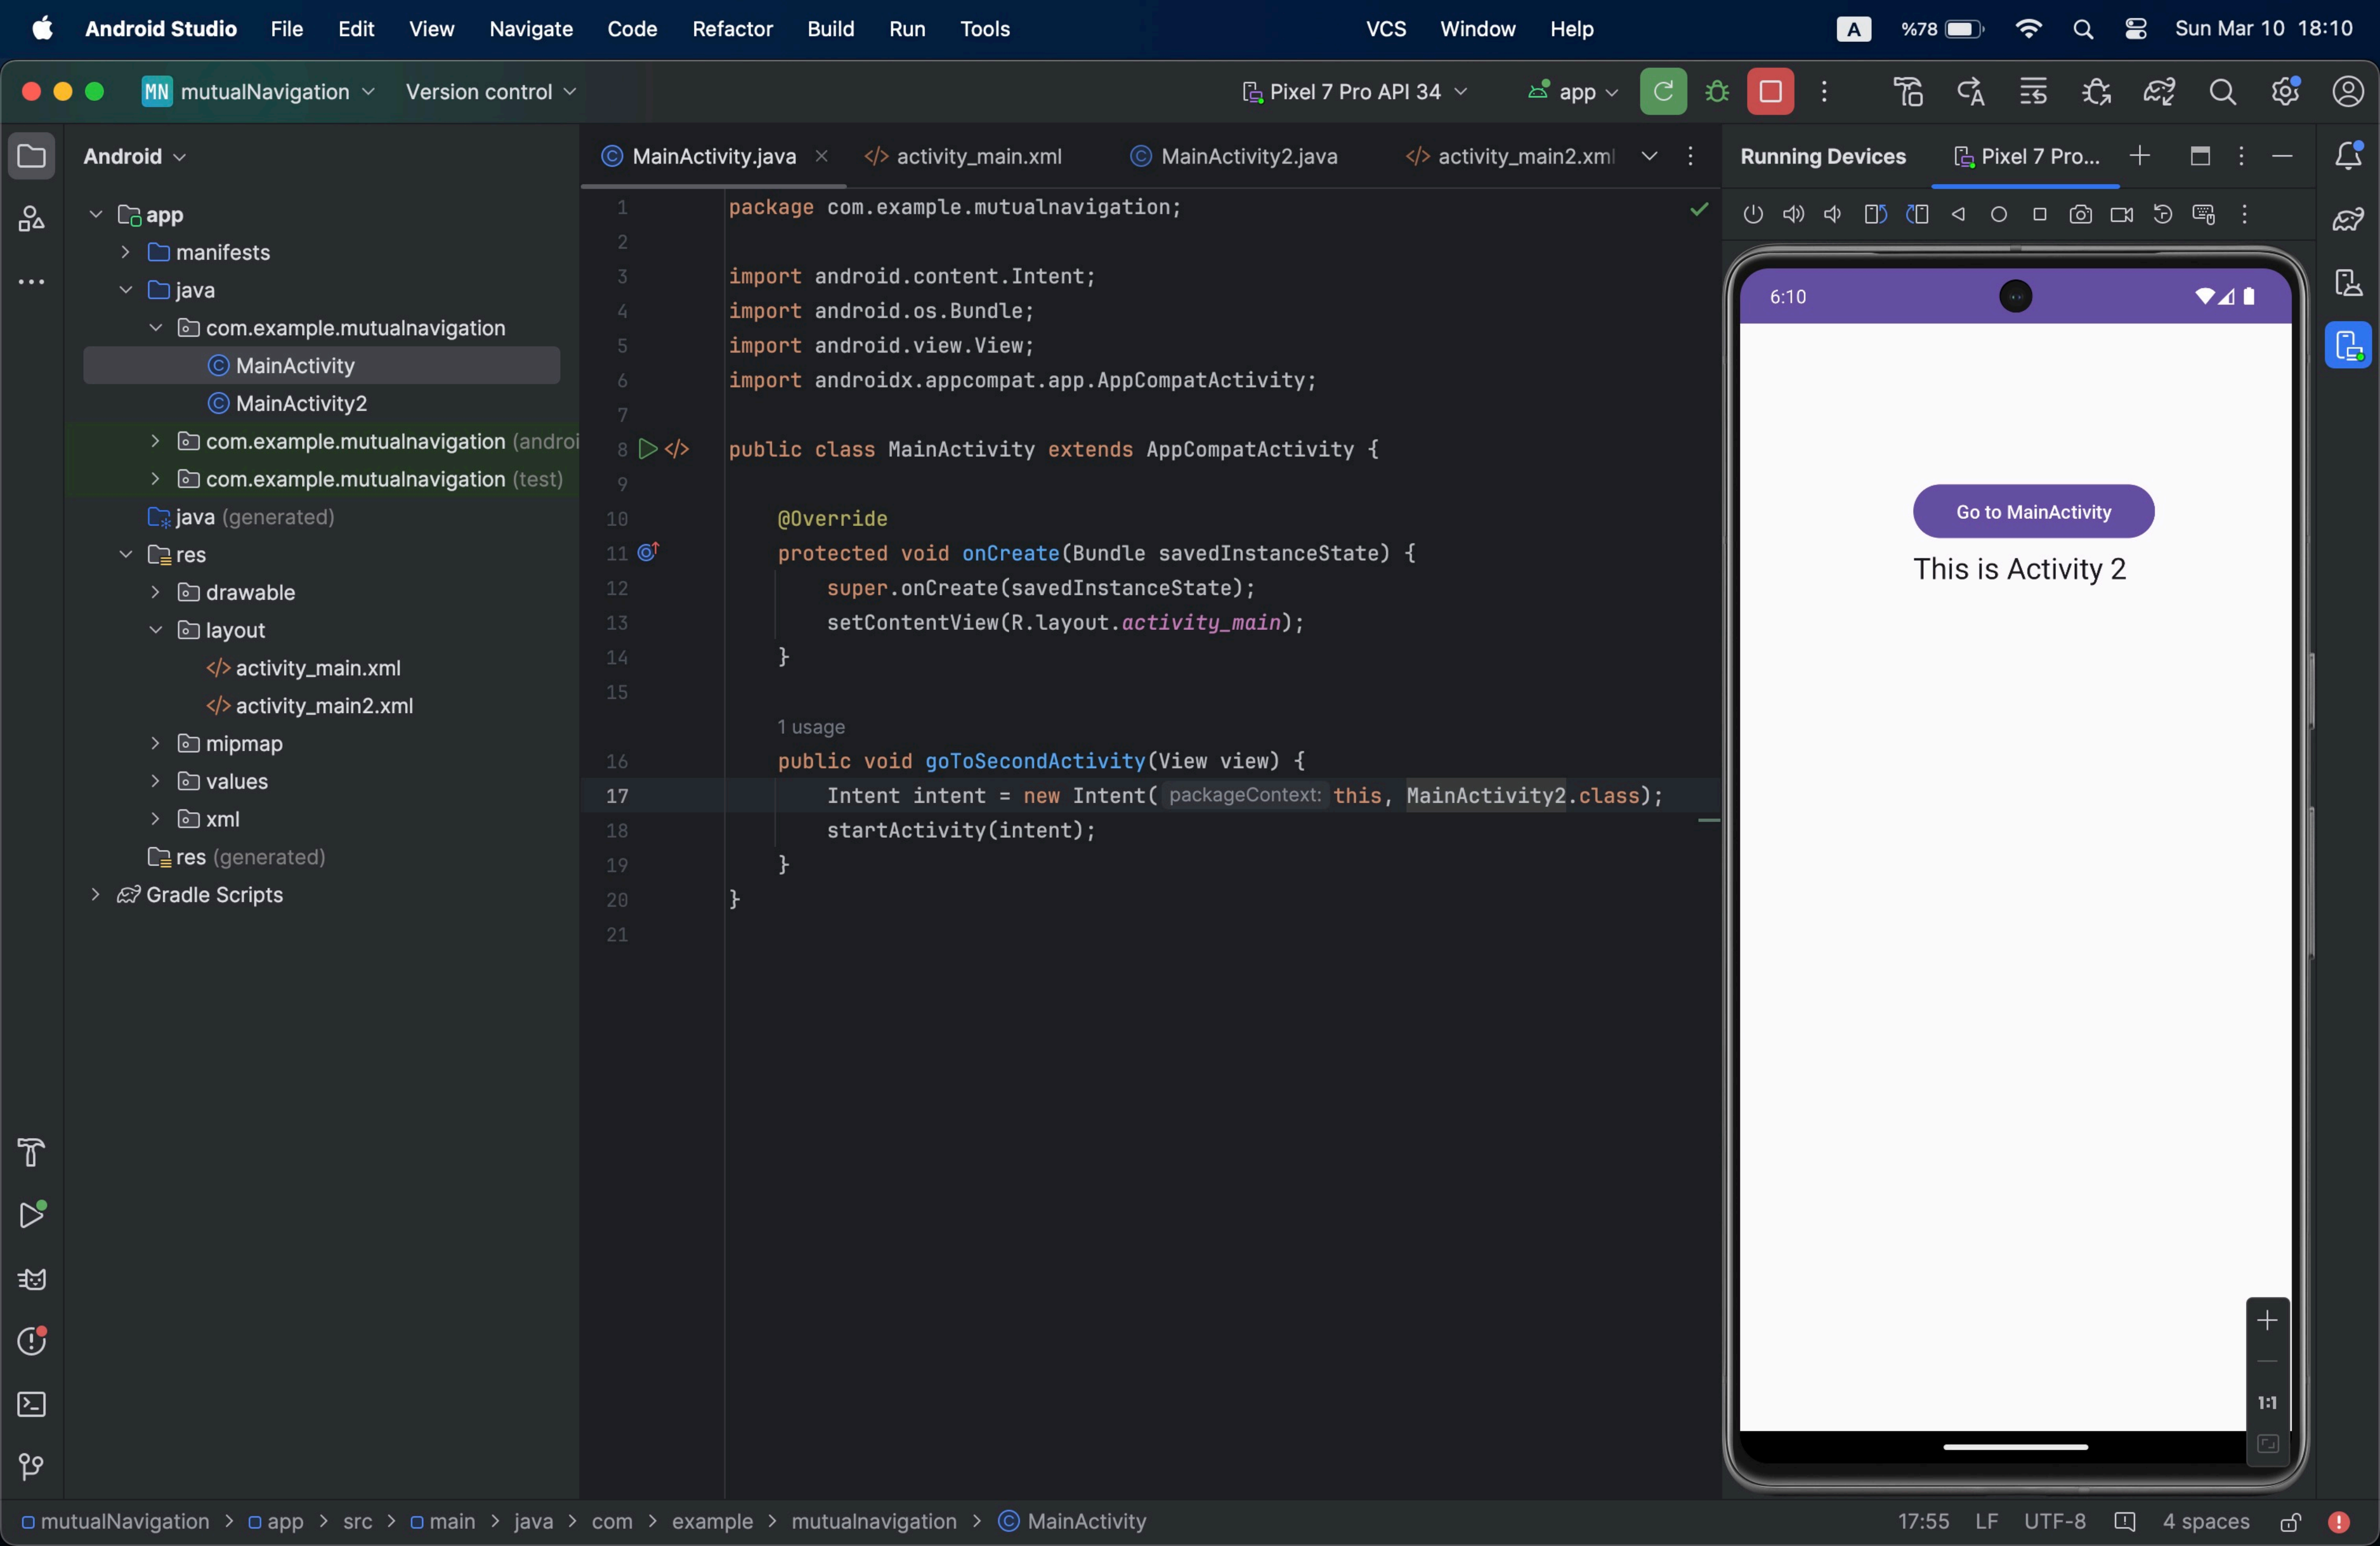 Android Studio File Edit View Navigate Code Refactor Build Run Tools VCS Window Help A %78 Sun Mar 10 18:10
MN mutualNavigation Version control Pixel 7 Pro API 34 app
Android
app
manifests
java
com.example.mutualnavigation
MainActivity
MainActivity2
com.example.mutualnavigation (androi
com.example.mutualnavigation (test)
java (generated)
res
drawable
layout
activity_main.xml
activity_main2.xml
mipmap
values
xml
res (generated)
Gradle Scripts
MainActivity.java activity_main.xml MainActivity2.java activity_main2.xml
1 package com.example.mutualnavigation;
2
3 import android.content.Intent;
4 import android.os.Bundle;
5 import android.view.View;
6 import androidx.appcompat.app.AppCompatActivity;
7
8 public class MainActivity extends AppCompatActivity {
9
10 @Override
11 protected void onCreate(Bundle savedInstanceState) {
12 super.onCreate(savedInstanceState);
13 setContentView(R.layout.activity_main);
14 }
15
1 usage
16 public void goToSecondActivity(View view) {
17 Intent intent = new Intent( packageContext: this, MainActivity2.class);
18 startActivity(intent);
19 }
20 }
21
Running Devices Pixel 7 Pro...
6:10
Go to MainActivity
This is Activity 2
1:1
mutualNavigation > app > src > main > java > com > example > mutualnavigation > MainActivity 17:55 LF UTF-8 4 spaces